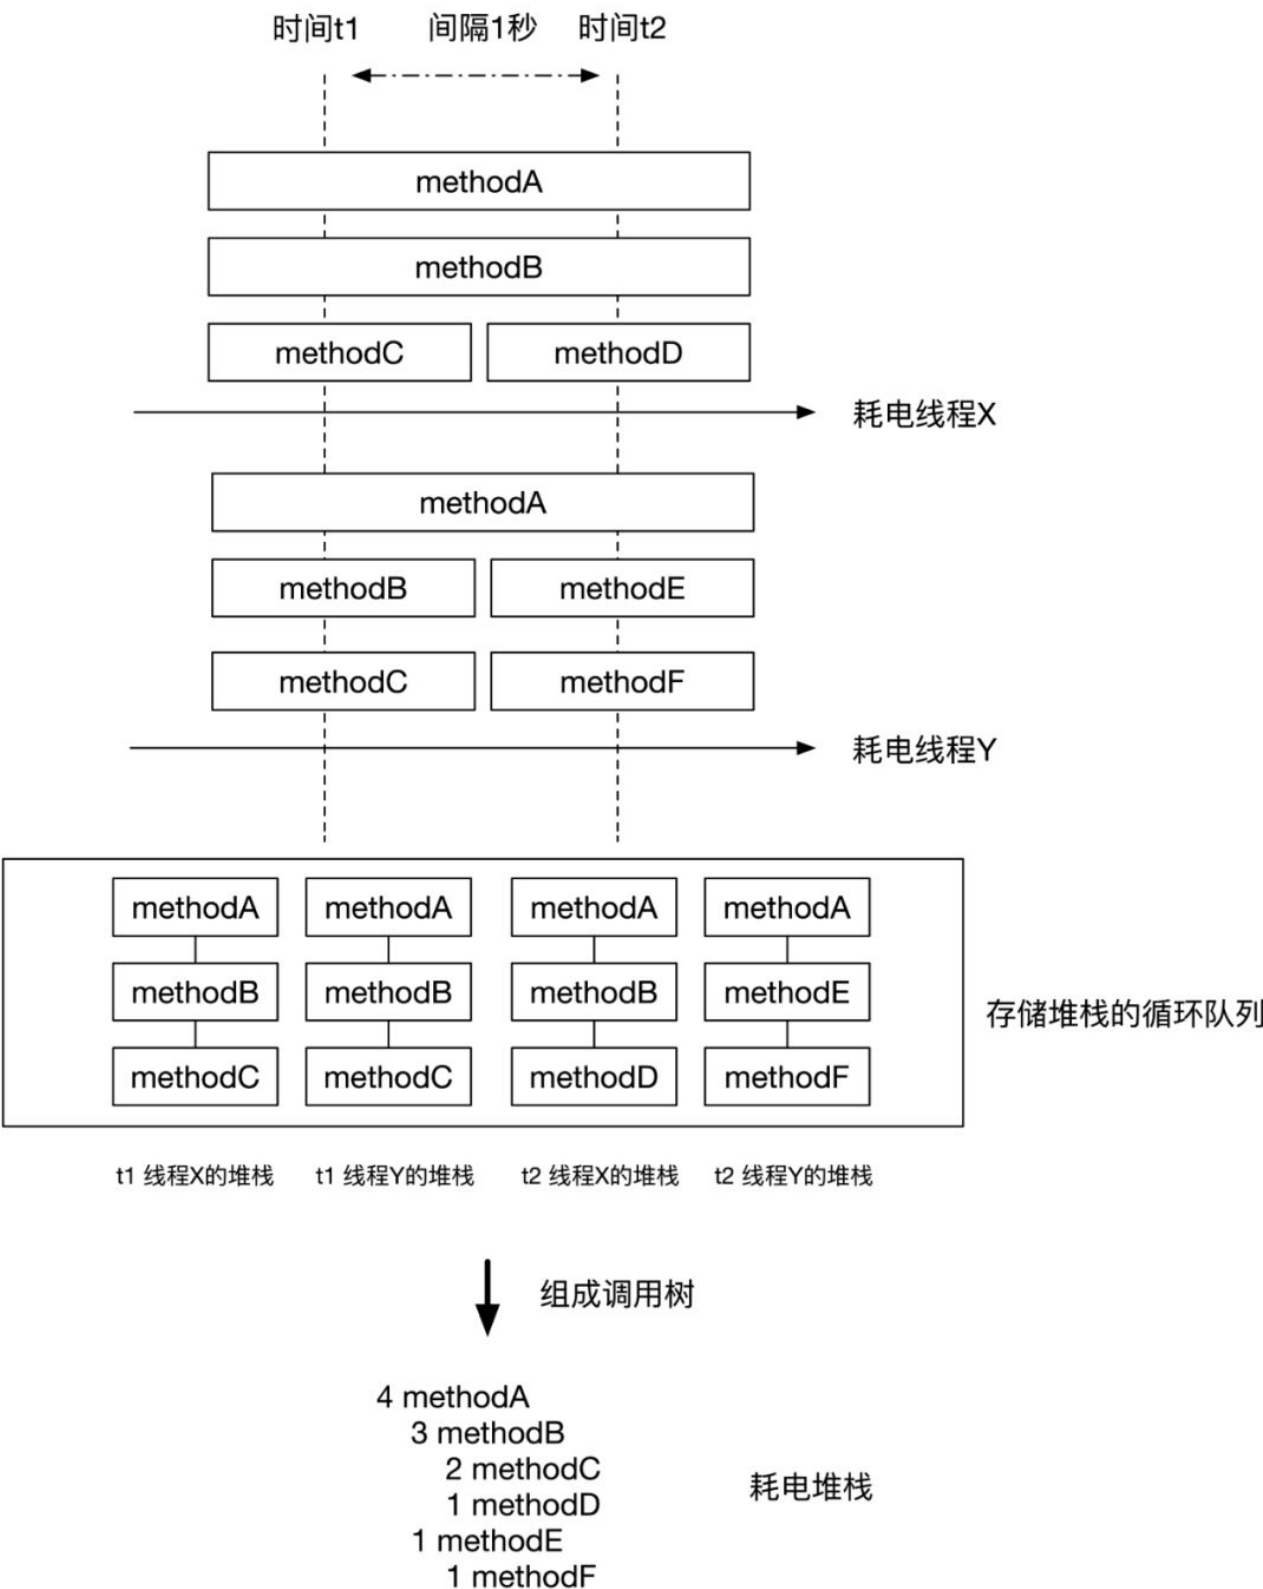 时间t1 间隔1秒 时间t2
methodA
methodB
methodC methodD
耗电线程X
methodA
methodB methodE
methodC methodF
耗电线程Y
methodA methodA methodA methodA
methodB methodB methodB methodE
methodC methodC methodD methodF
存储堆栈的循环队列
t1 线程X的堆栈 t1 线程Y的堆栈 t2 线程X的堆栈 t2 线程Y的堆栈
组成调用树
4 methodA
3 methodB
2 methodC
1 methodD
1 methodE
1 methodF
耗电堆栈